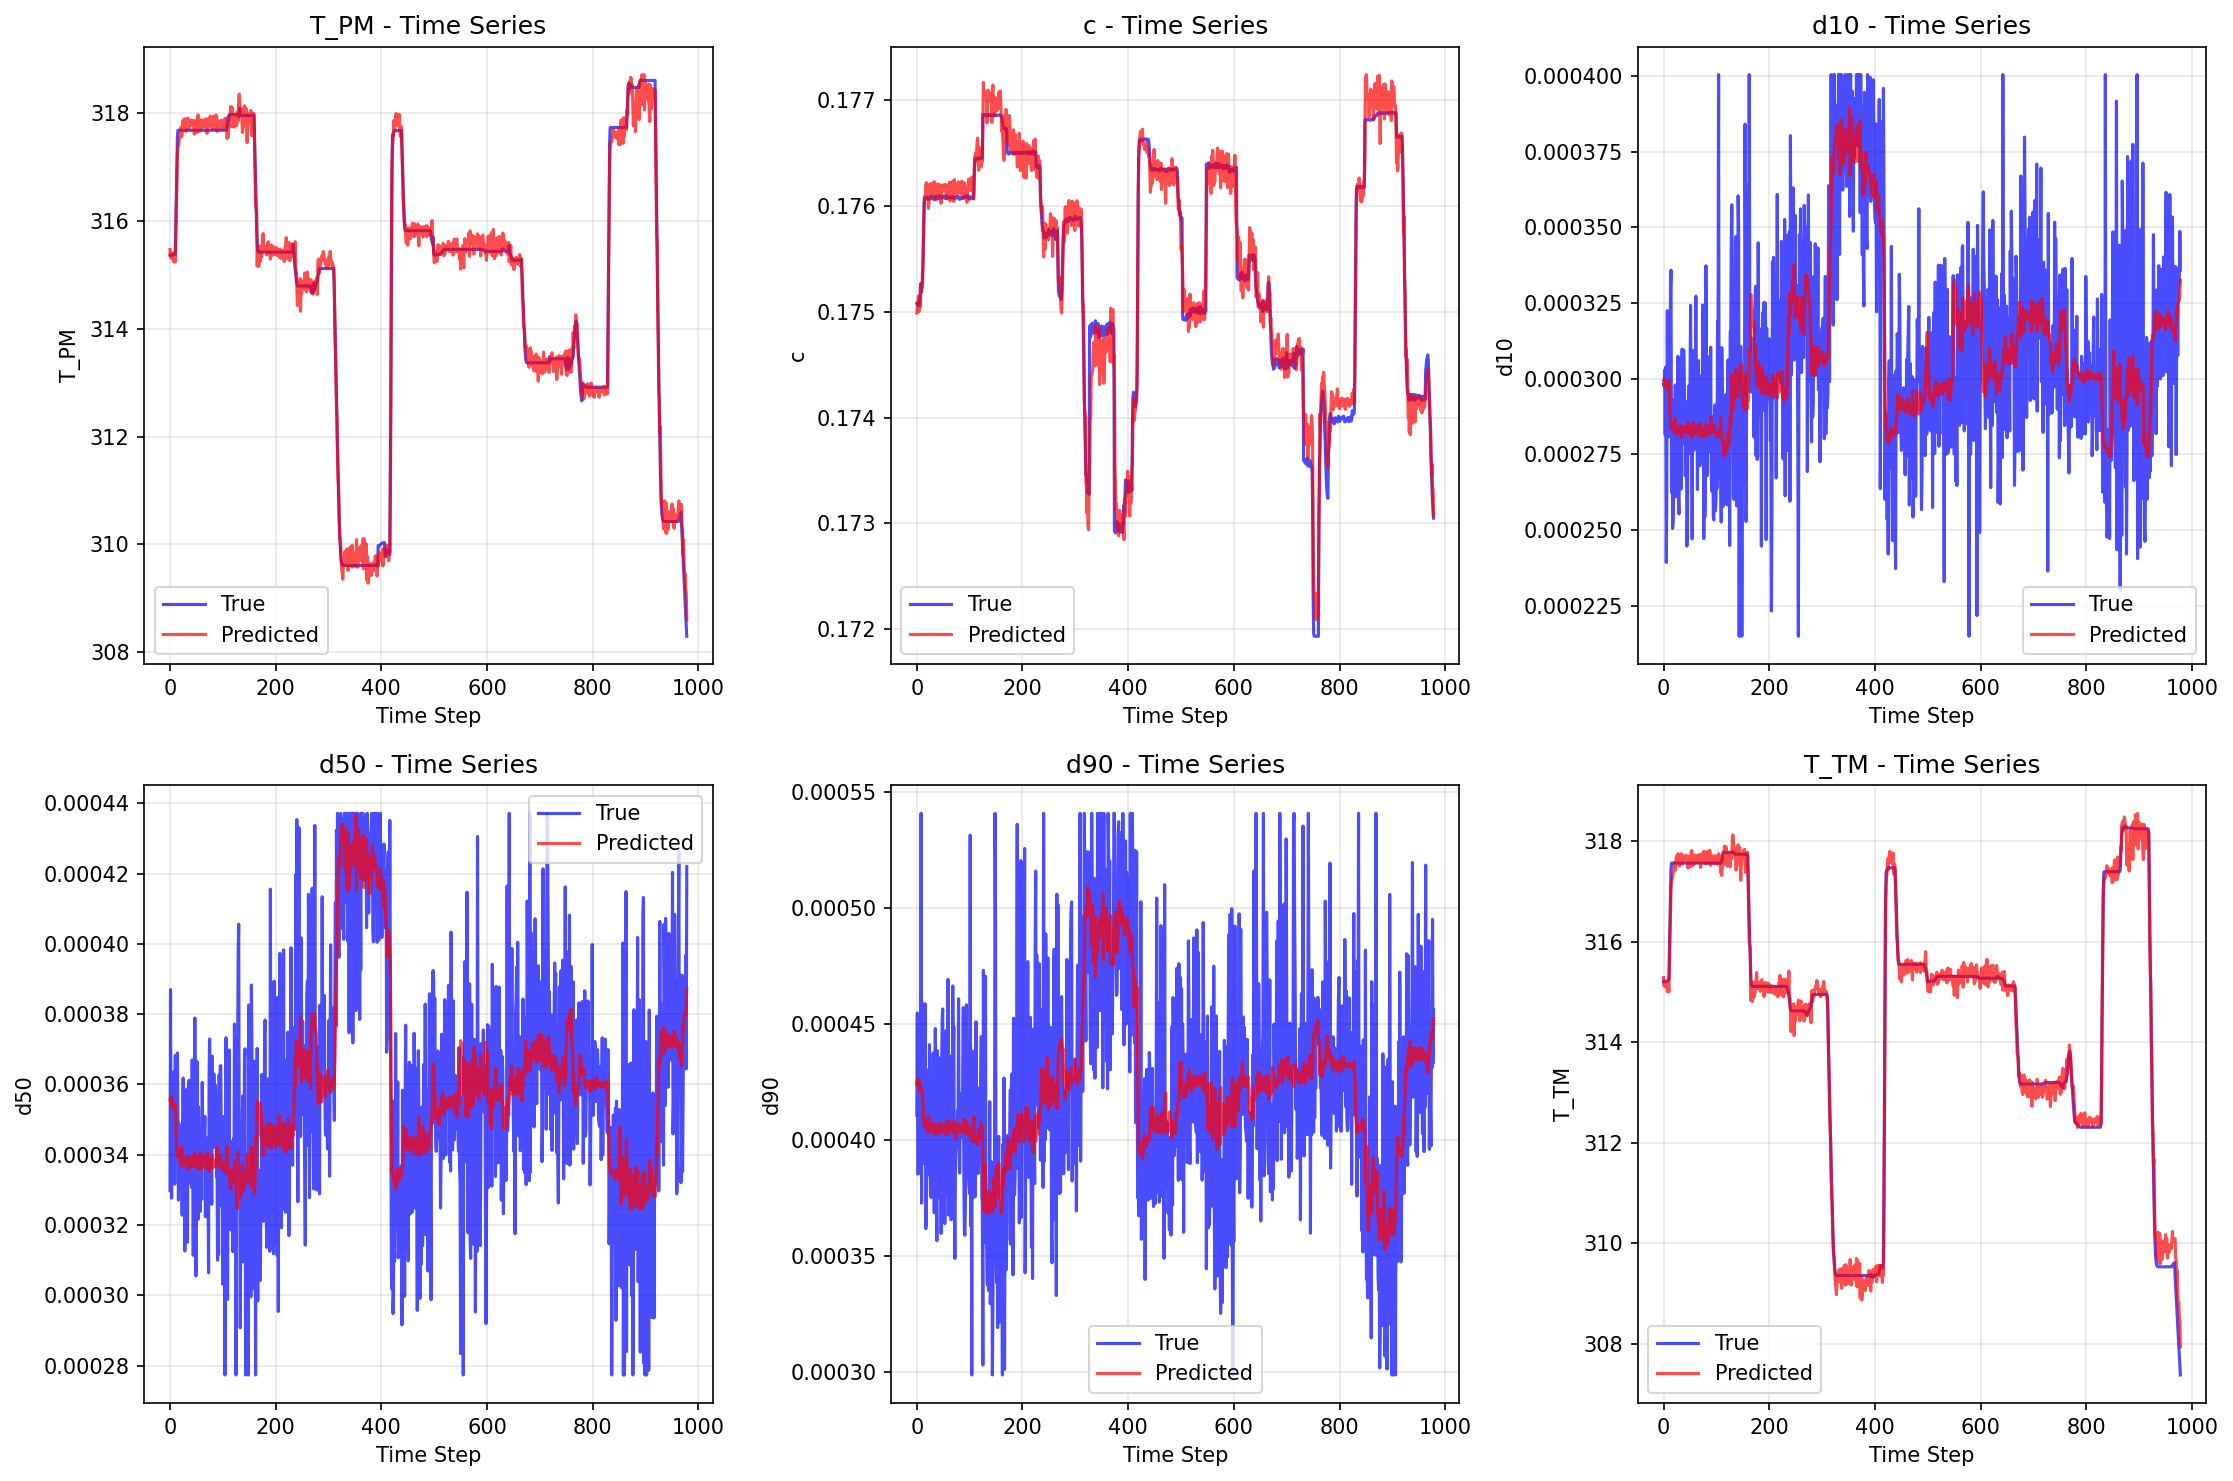 T_PM - Time Series
318
316
314
312
310
308
T_PM
True
Predicted
0 200 400 600 800 1000
Time Step
c - Time Series
0.177
0.176
0.175
0.174
0.173
0.172
c
True
Predicted
0 200 400 600 800 1000
Time Step
d10 - Time Series
0.000400
0.000375
0.000350
0.000325
0.000300
0.000275
0.000250
0.000225
d10
True
Predicted
0 200 400 600 800 1000
Time Step
d50 - Time Series
0.00044
0.00042
0.00040
0.00038
0.00036
0.00034
0.00032
0.00030
0.00028
d50
True
Predicted
0 200 400 600 800 1000
Time Step
d90 - Time Series
0.00055
0.00050
0.00045
0.00040
0.00035
0.00030
d90
True
Predicted
0 200 400 600 800 1000
Time Step
T_TM - Time Series
318
316
314
312
310
308
T_TM
True
Predicted
0 200 400 600 800 1000
Time Step